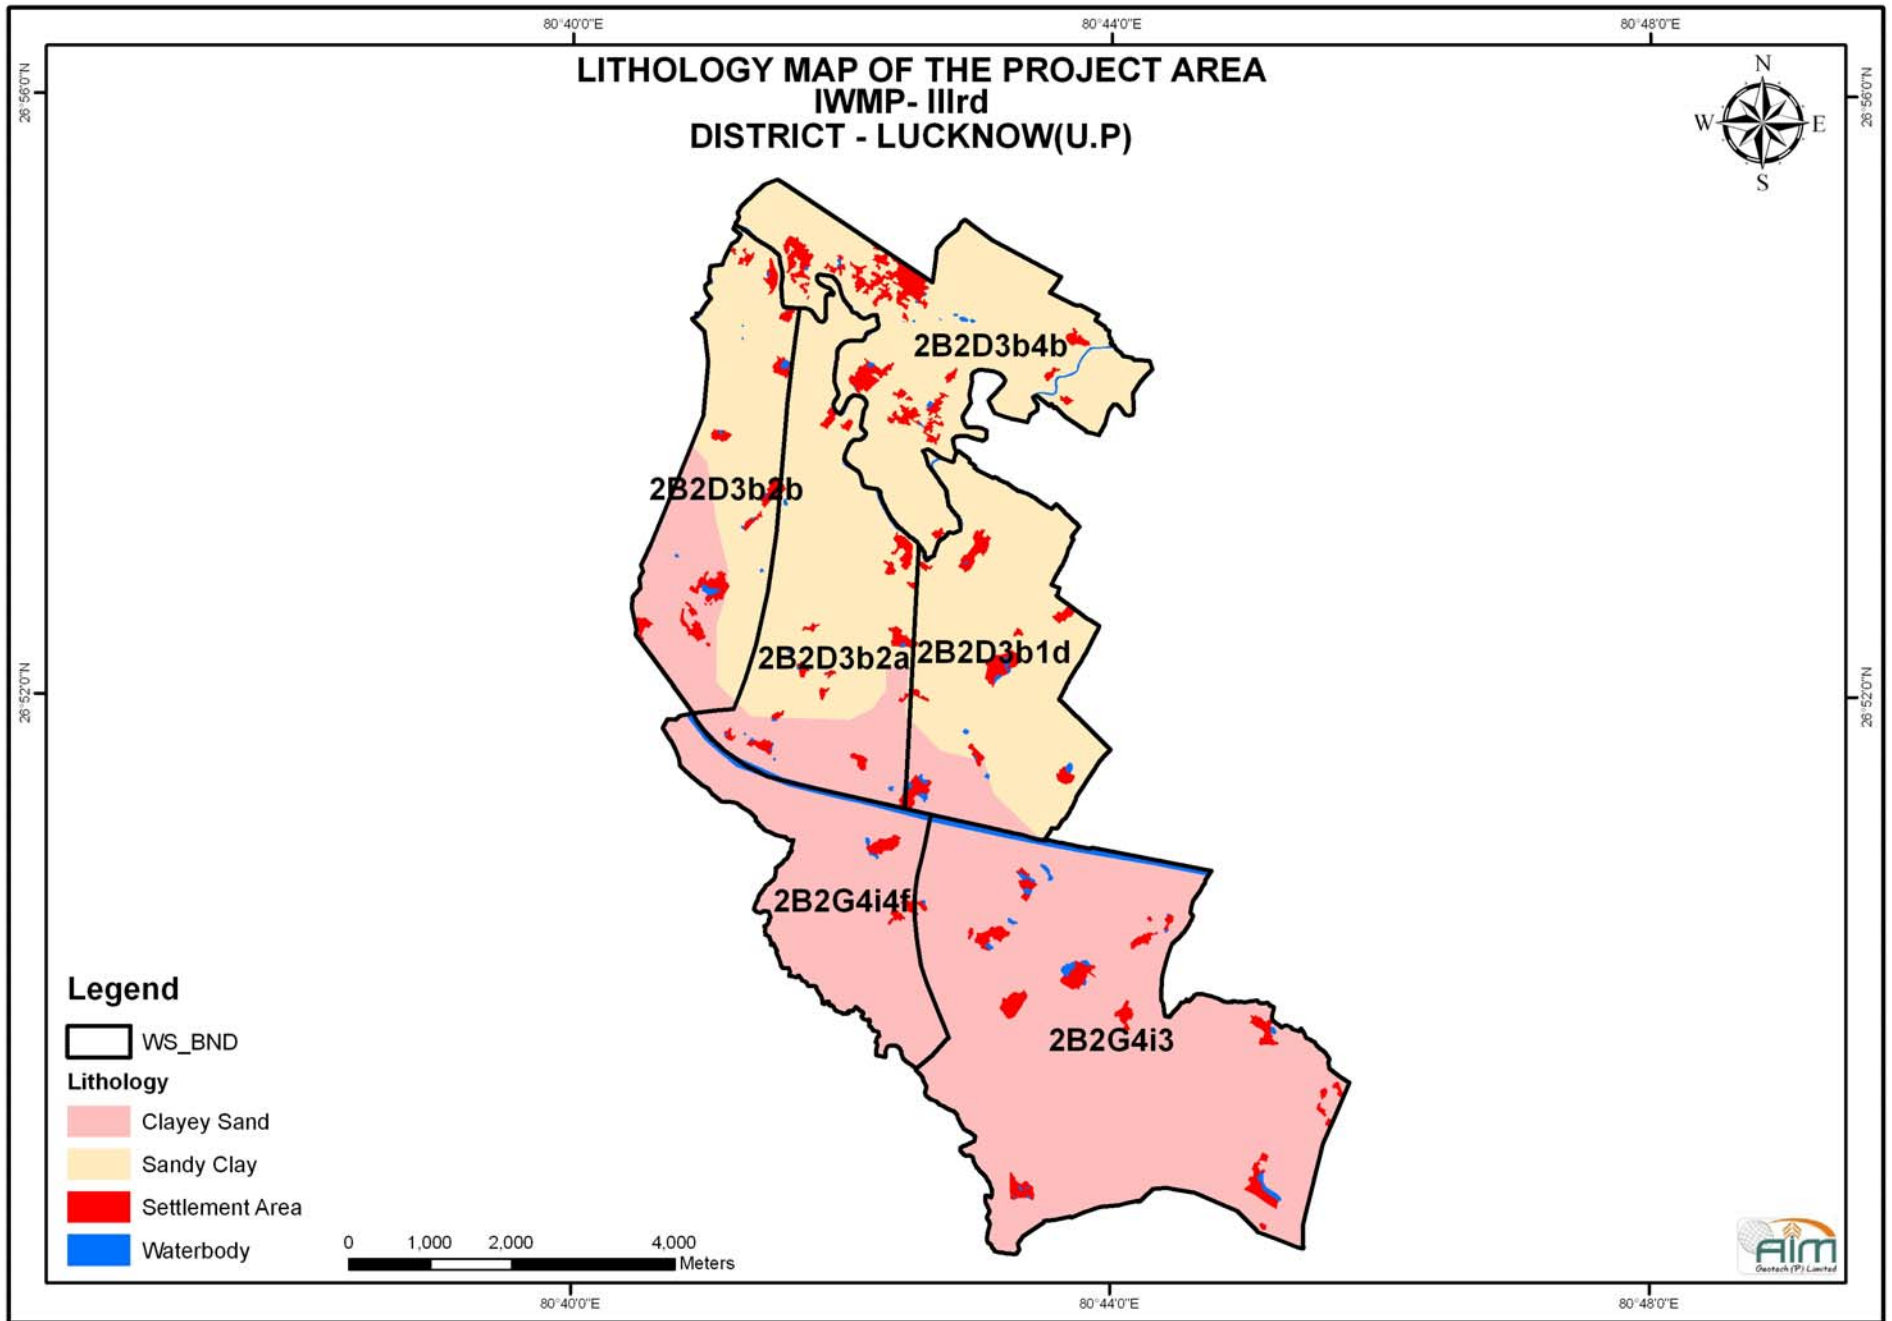 80°40'0"E
80°44'0"E
80°48'0"E
26°56'0"N
26°56'0"N
LITHOLOGY MAP OF THE PROJECT AREA
IWMP- IIIrd
DISTRICT - LUCKNOW(U.P)
N
W E
S
2B2D3b4b
2B2D3b2b
2B2D3b2a
2B2D3b1d
26°52'0"N
26°52'0"N
2B2G4i4f
2B2G4i3
Legend
WS_BND
Lithology
Clayey Sand
Sandy Clay
Settlement Area
Waterbody
0 1,000 2,000 4,000
Meters
AIM
Geotech (P) Limited
80°40'0"E
80°44'0"E
80°48'0"E